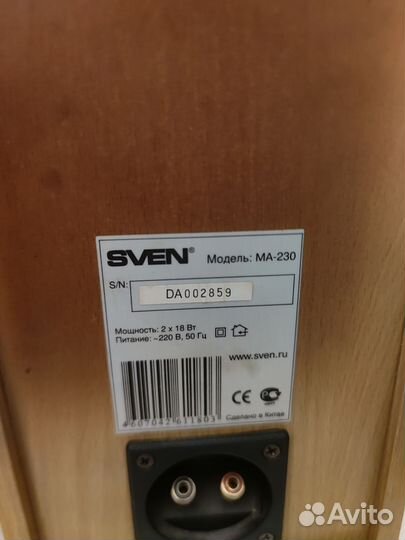 SVEN® Модель: MA-230
S/N: DA002859
Мощность: 2 x 18 Вт
Питание: ~220 В, 50 Гц
www.sven.ru
CE
Сделано в Китае
4607042611803
Avito